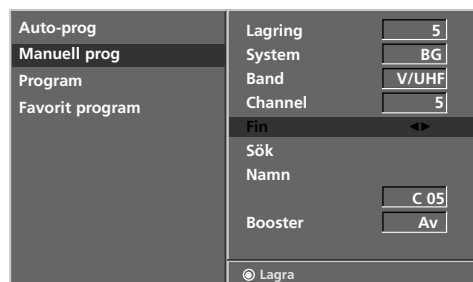 Auto-prog
Manuell prog
Program
Favorit program
Lagring 5
System BG
Band V/UHF
Channel 5
Fin ◀▶
Sök
Namn
C 05
Booster Av
Lagra